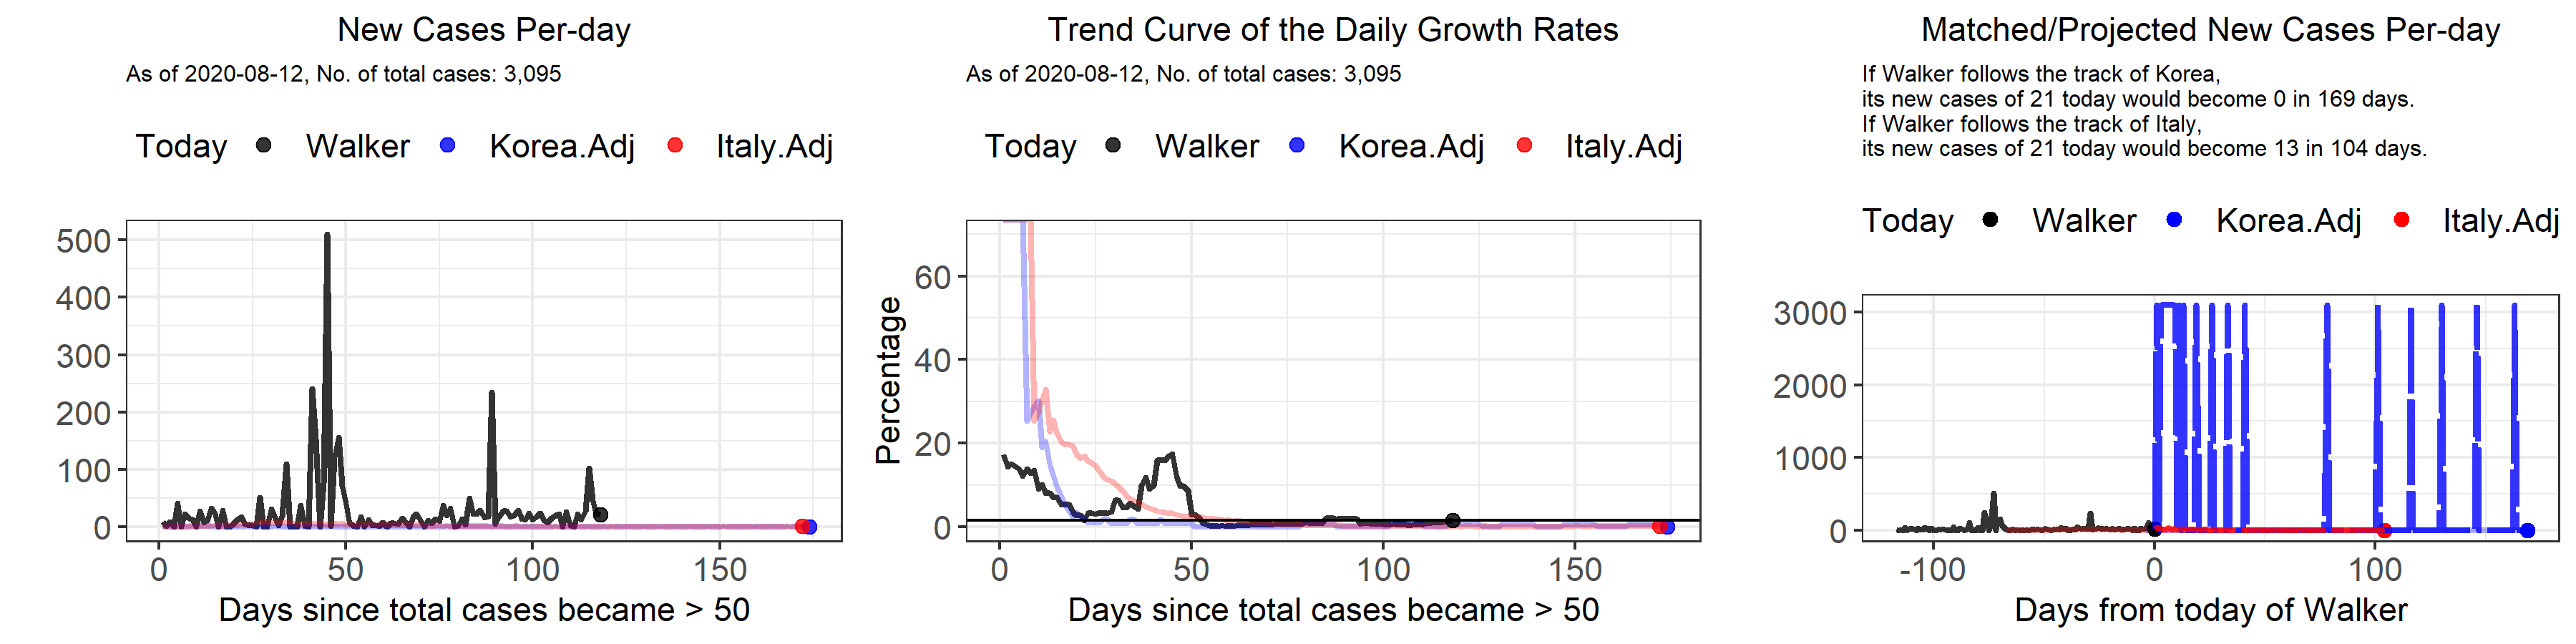 New Cases Per-day
As of 2020-08-12, No. of total cases: 3,095
Today Walker Korea.Adj Italy.Adj
500
400
300
200
100
0
0 50 100 150
Days since total cases became > 50
Trend Curve of the Daily Growth Rates
As of 2020-08-12, No. of total cases: 3,095
Today Walker Korea.Adj Italy.Adj
Percentage
60
40
20
0
0 50 100 150
Days since total cases became > 50
Matched/Projected New Cases Per-day
If Walker follows the track of Korea,
its new cases of 21 today would become 0 in 169 days.
If Walker follows the track of Italy,
its new cases of 21 today would become 13 in 104 days.
Today Walker Korea.Adj Italy.Adj
3000
2000
1000
0
-100 0 100
Days from today of Walker